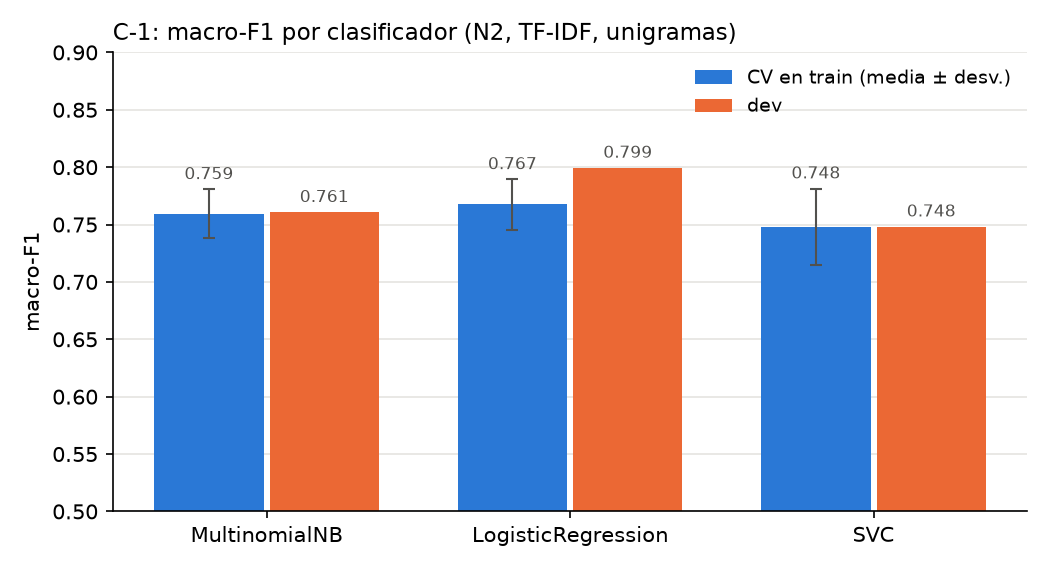 C-1: macro-F1 por clasificador (N2, TF-IDF, unigramas)
CV en train (media ± desv.)
dev
macro-F1
0.90
0.85
0.80
0.75
0.70
0.65
0.60
0.55
0.50
0.759
0.761
0.767
0.799
0.748
0.748
MultinomialNB
LogisticRegression
SVC